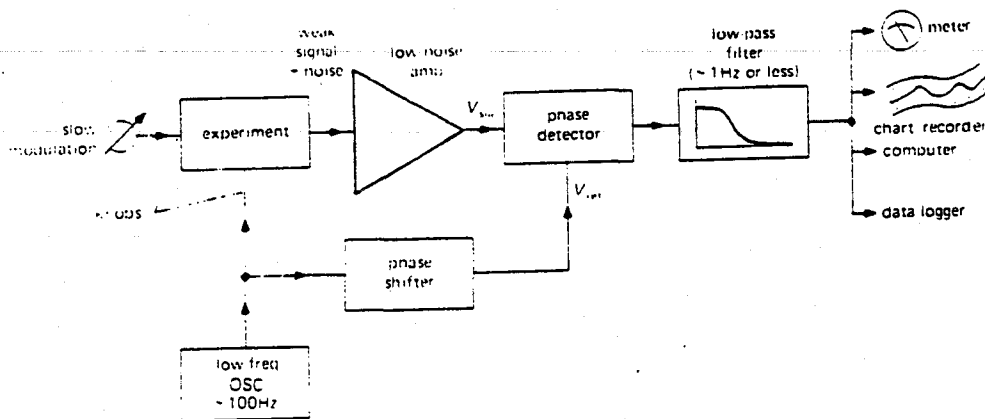 weak
signal
+ noise
low-noise
amp
low-pass
filter
(~ 1Hz or less)
meter
slow
modulation
experiment
phase
detector
chart recorder
computer
data logger
phase
shifter
low freq
OSC
~ 100Hz